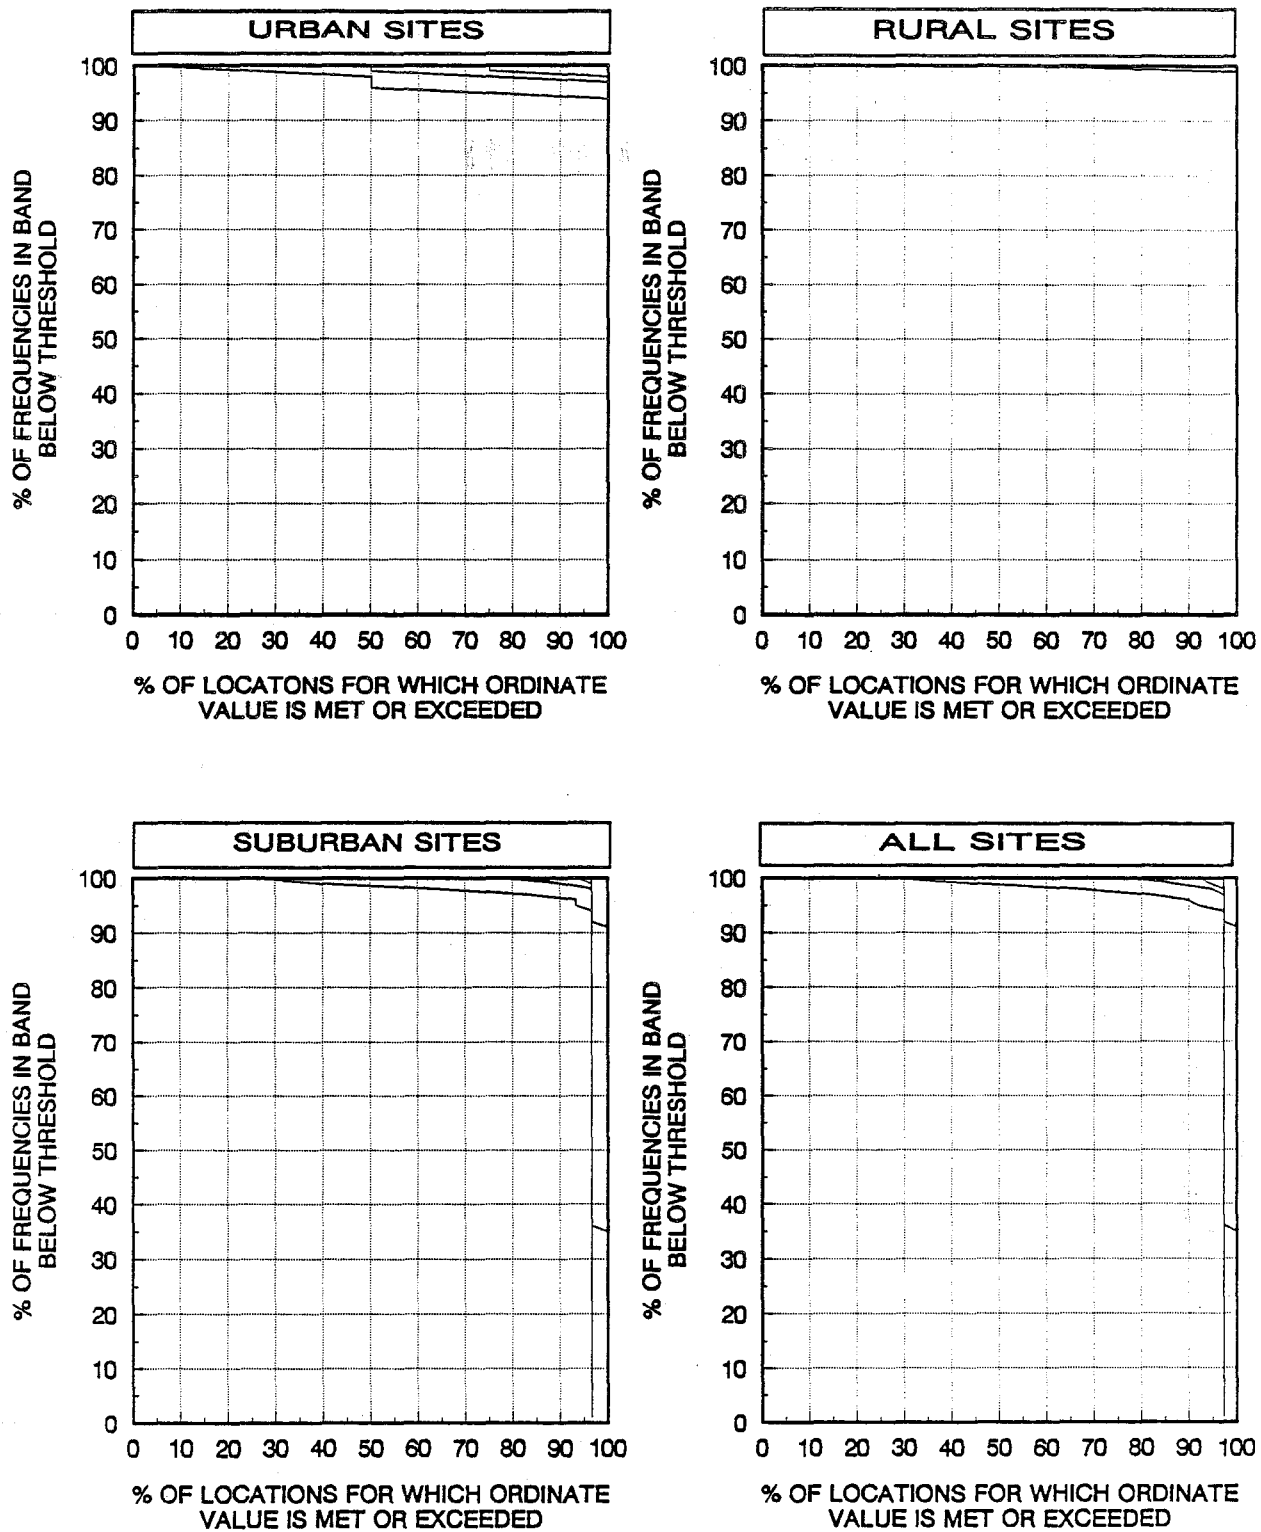 URBAN SITES
% OF FREQUENCIES IN BAND
BELOW THRESHOLD
100
90
80
70
60
50
40
30
20
10
0
0 10 20 30 40 50 60 70 80 90 100
% OF LOCATONS FOR WHICH ORDINATE
VALUE IS MET OR EXCEEDED
RURAL SITES
% OF FREQUENCIES IN BAND
BELOW THRESHOLD
100
90
80
70
60
50
40
30
20
10
0
0 10 20 30 40 50 60 70 80 90 100
% OF LOCATIONS FOR WHICH ORDINATE
VALUE IS MET OR EXCEEDED
SUBURBAN SITES
% OF FREQUENCIES IN BAND
BELOW THRESHOLD
100
90
80
70
60
50
40
30
20
10
0
0 10 20 30 40 50 60 70 80 90 100
% OF LOCATIONS FOR WHICH ORDINATE
VALUE IS MET OR EXCEEDED
ALL SITES
% OF FREQUENCIES IN BAND
BELOW THRESHOLD
100
90
80
70
60
50
40
30
20
10
0
0 10 20 30 40 50 60 70 80 90 100
% OF LOCATIONS FOR WHICH ORDINATE
VALUE IS MET OR EXCEEDED